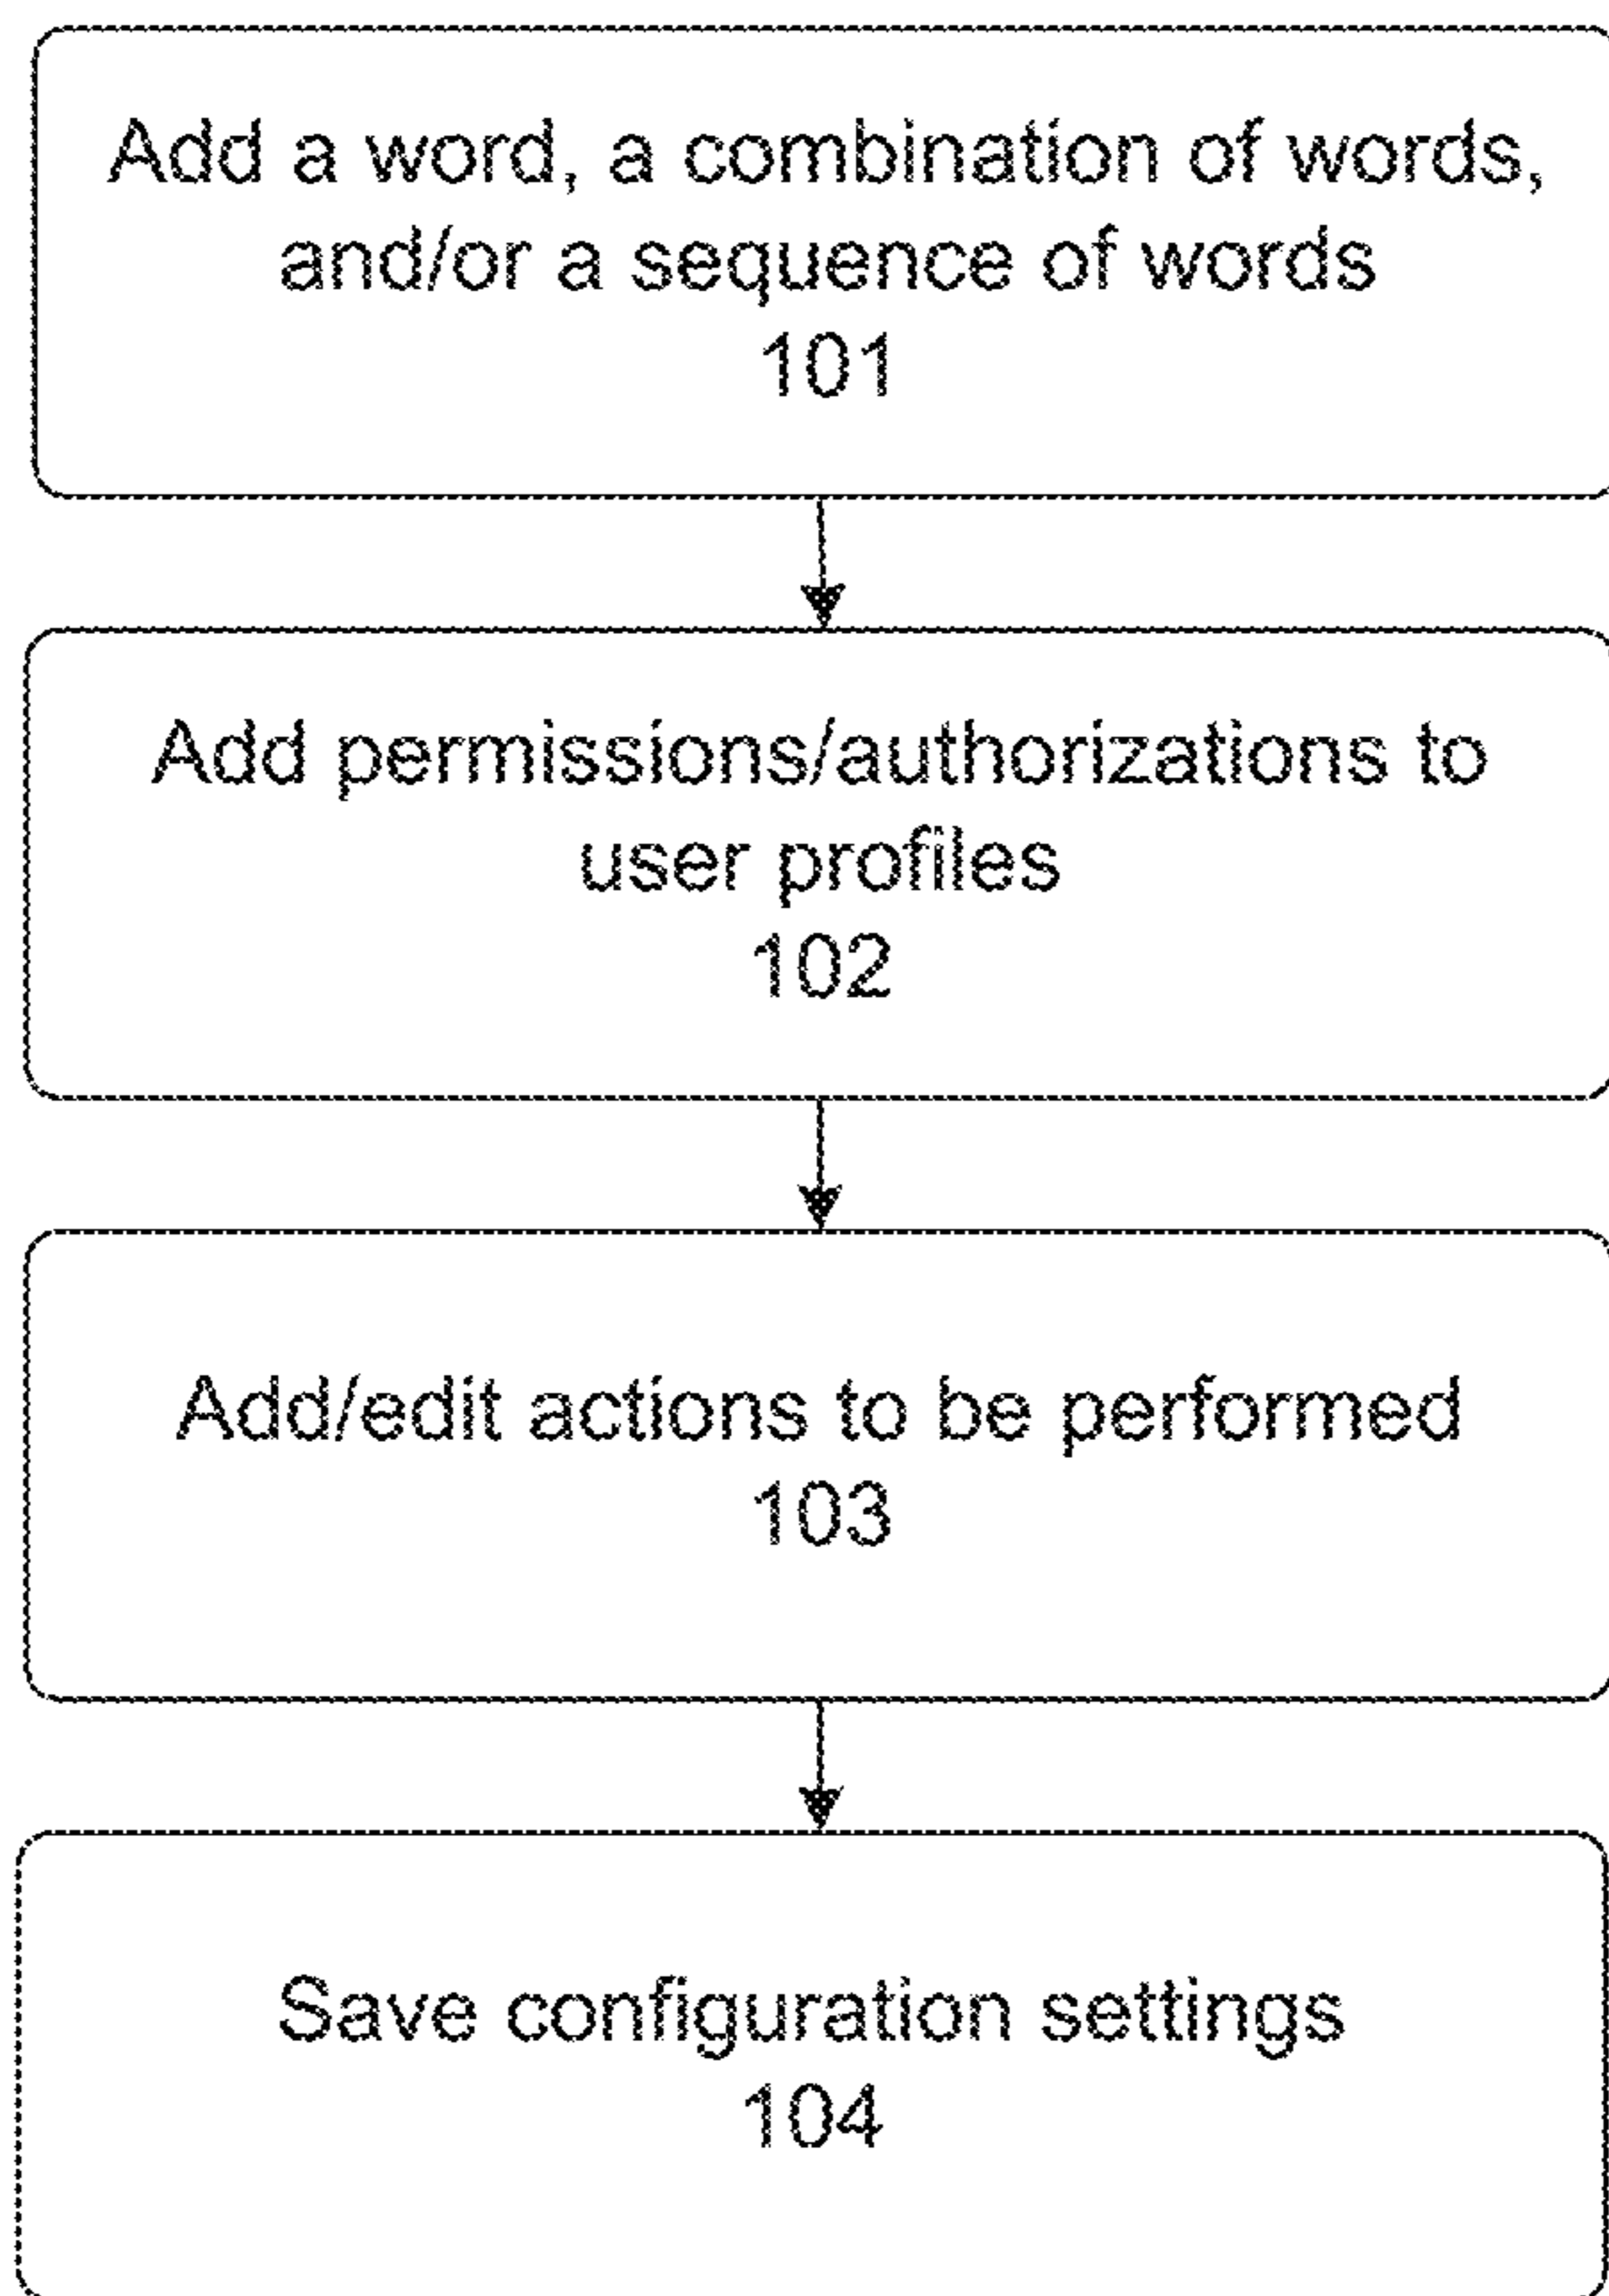 Add a word, a combination of words,
and/or a sequence of words
101
Add permissions/authorizations to
user profiles
102
Add/edit actions to be performed
103
Save configuration settings
104